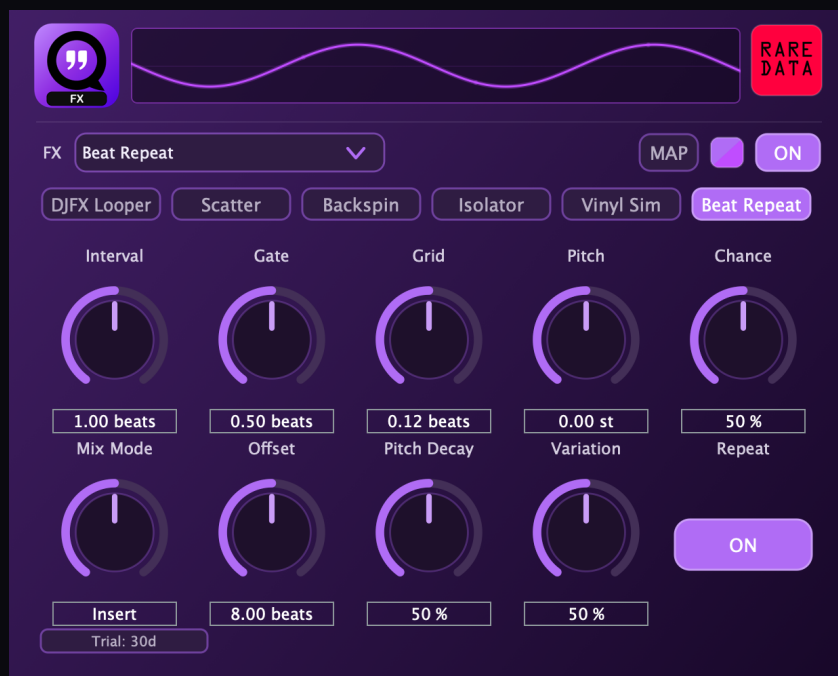 FX
RARE
DATA
FX
Beat Repeat
MAP
ON
DJFX Looper
Scatter
Backspin
Isolator
Vinyl Sim
Beat Repeat
Interval
Gate
Grid
Pitch
Chance
1.00 beats
0.50 beats
0.12 beats
0.00 st
50 %
Mix Mode
Offset
Pitch Decay
Variation
Repeat
ON
Insert
8.00 beats
50 %
50 %
Trial: 30d